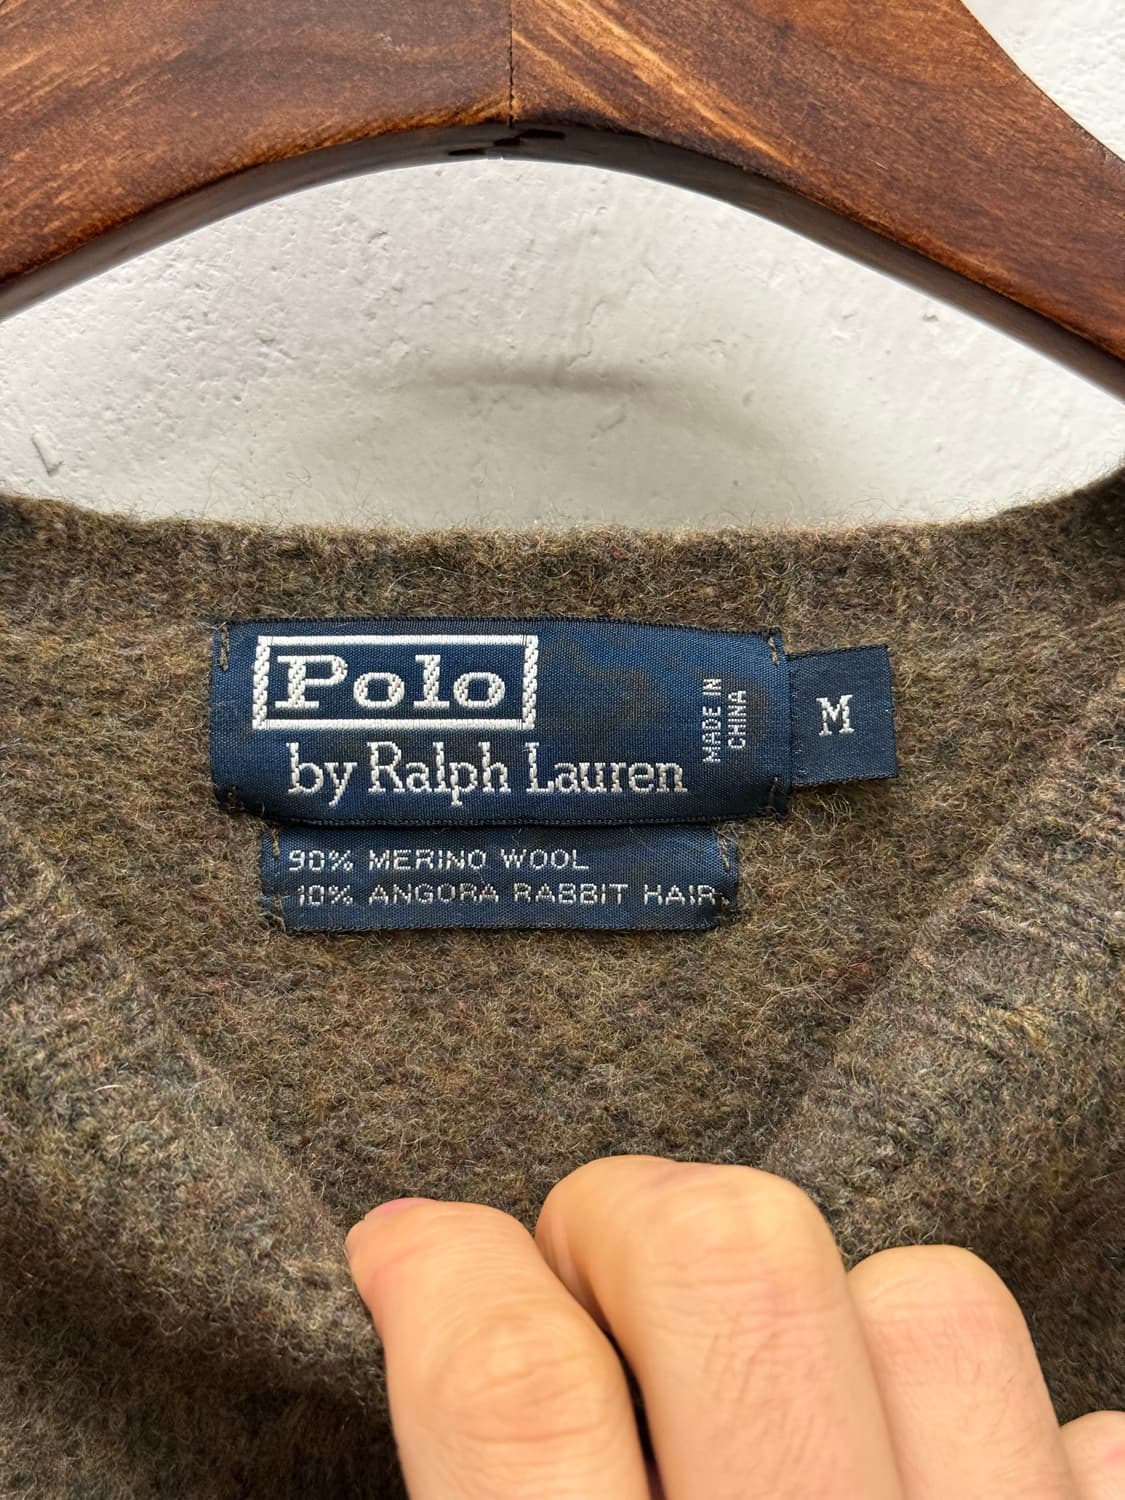 Polo
by Ralph Lauren
MADE IN
CHINA
M
90% MERINO WOOL
10% ANGORA RABBIT HAIR